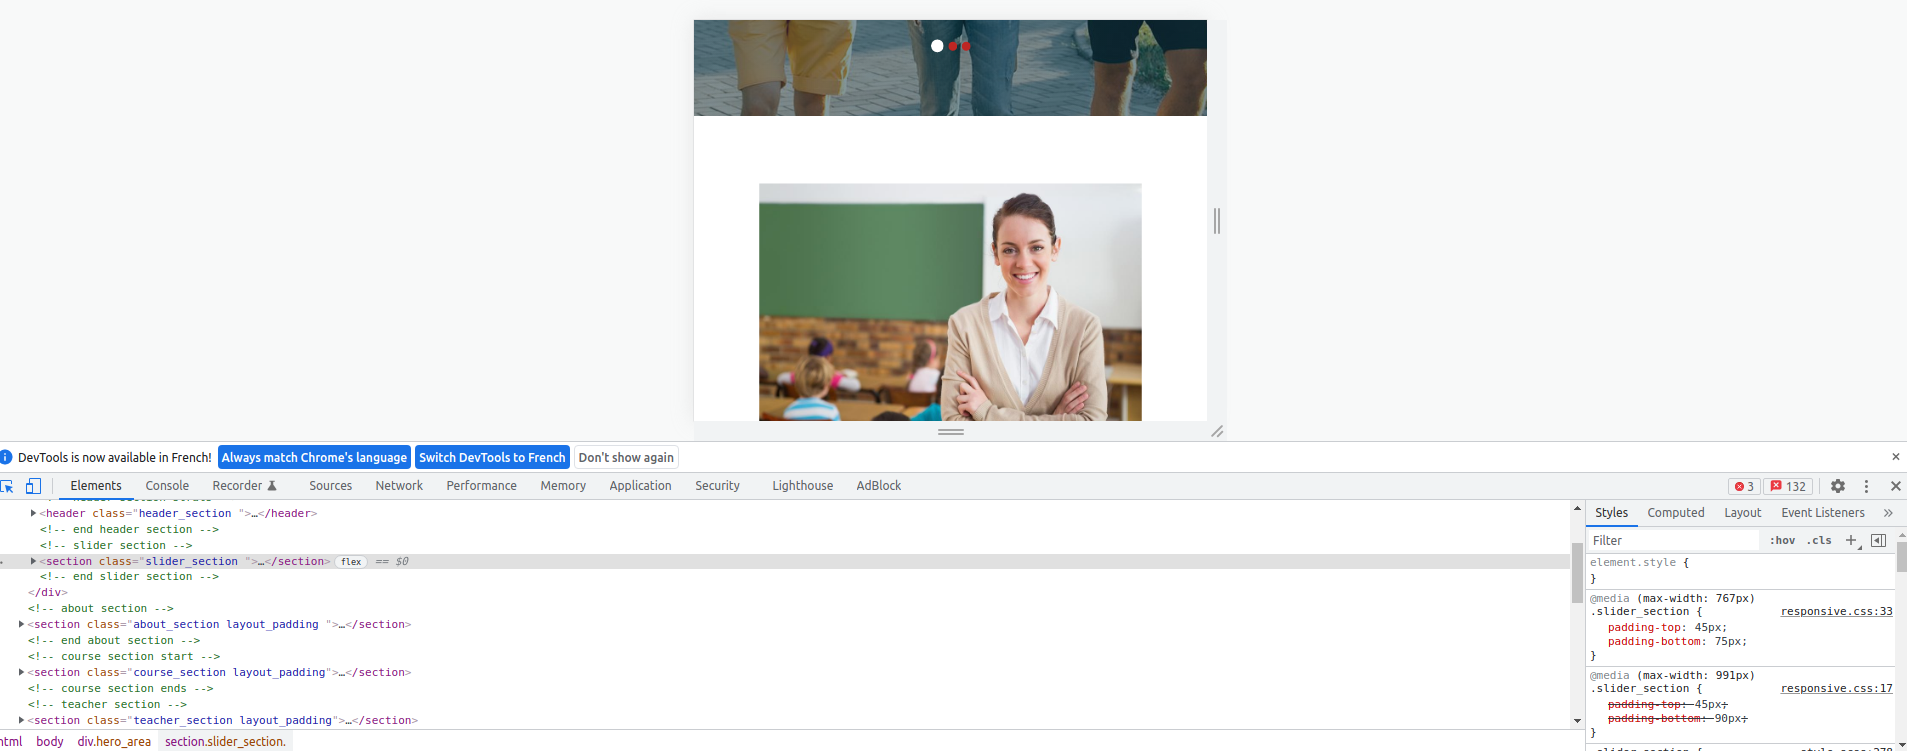 DevTools is now available in French! Always match Chrome's language Switch DevTools to French Don't show again
Elements Console Recorder Sources Network Performance Memory Application Security Lighthouse AdBlock 3 132
<header class="header_section ">…</header>
<!-- end header section -->
<!-- slider section -->
<section class="slider_section ">…</section> flex == $0
<!-- end slider section -->
</div>
<!-- about section -->
<section class="about_section layout_padding ">…</section>
<!-- end about section -->
<!-- course section start -->
<section class="course_section layout_padding">…</section>
<!-- course section ends -->
<!-- teacher section -->
<section class="teacher_section layout_padding">…</section>
html body div.hero_area section.slider_section.
Styles Computed Layout Event Listeners »
Filter :hov .cls +
element.style {
}
@media (max-width: 767px)
.slider_section { responsive.css:33
padding-top: 45px;
padding-bottom: 75px;
}
@media (max-width: 991px)
.slider_section { responsive.css:17
padding-top: 45px;
padding-bottom: 90px;
}